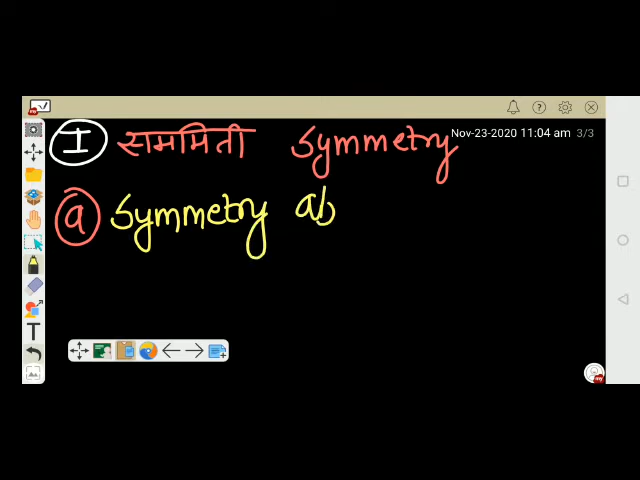 I सममिती Symmetry Nov-23-2020 11:04 am 3/3
a Symmetry ab
T